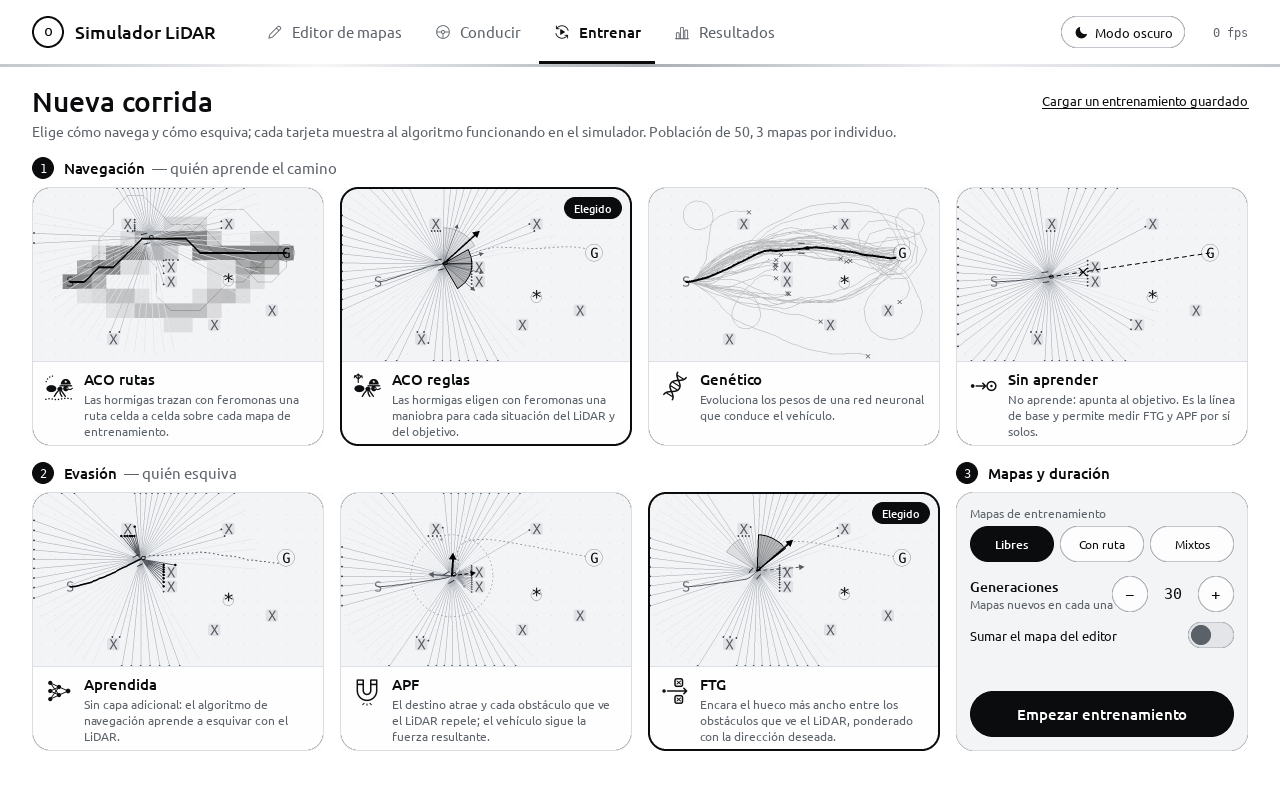 O Simulador LiDAR Editor de mapas Conducir Entrenar Resultados Modo oscuro 0 fps
Nueva corrida Cargar un entrenamiento guardado
Elige cómo navega y cómo esquiva; cada tarjeta muestra al algoritmo funcionando en el simulador. Población de 50, 3 mapas por individuo.
1 Navegación — quién aprende el camino
X X G X X * X X X
Elegido
X X S G X X * X X X
X X S G X X * X X X
X X S G X X * X X X
ACO rutas
Las hormigas trazan con feromonas una
ruta celda a celda sobre cada mapa de
entrenamiento.
ACO reglas
Las hormigas eligen con feromonas una
maniobra para cada situación del LiDAR y
del objetivo.
Genético
Evoluciona los pesos de una red neuronal
que conduce el vehículo.
Sin aprender
No aprende: apunta al objetivo. Es la línea
de base y permite medir FTG y APF por sí
solos.
2 Evasión — quién esquiva
X X S G X X * X X X
X X S G X X * X X X
Elegido
X X S G X X * X X X
Aprendida
Sin capa adicional: el algoritmo de
navegación aprende a esquivar con el
LiDAR.
APF
El destino atrae y cada obstáculo que ve
el LiDAR repele; el vehículo sigue la
fuerza resultante.
FTG
Encara el hueco más ancho entre los
obstáculos que ve el LiDAR, ponderado
con la dirección deseada.
3 Mapas y duración
Mapas de entrenamiento
Libres Con ruta Mixtos
Generaciones
Mapas nuevos en cada una
− 30 +
Sumar el mapa del editor
Empezar entrenamiento